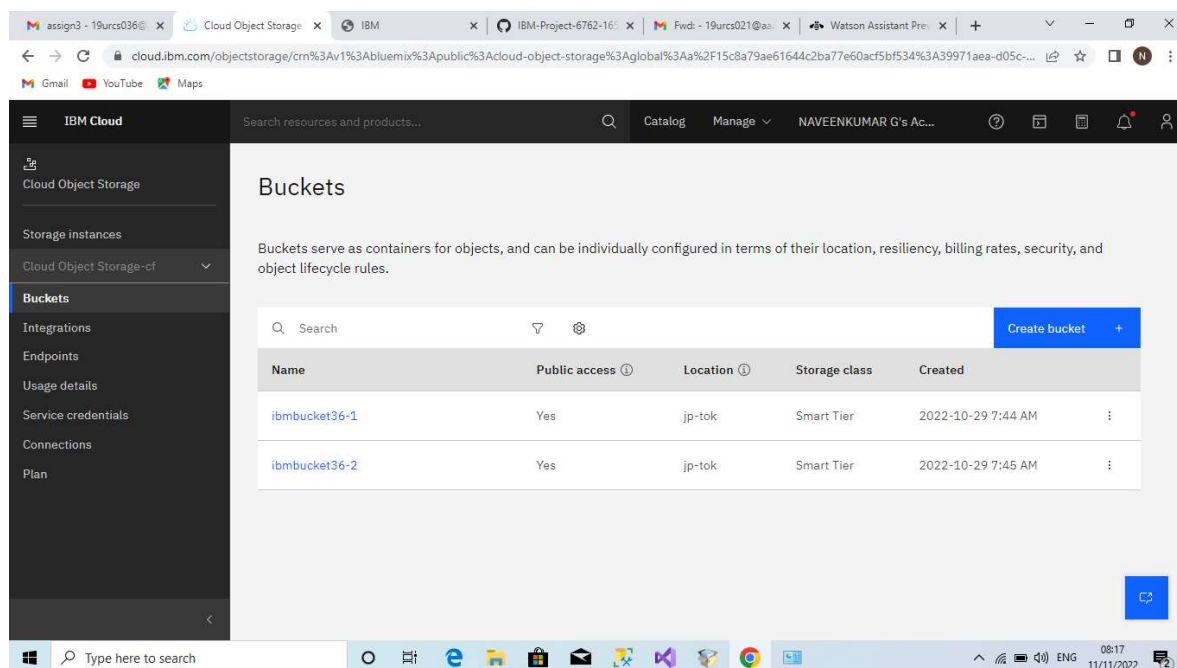 assign3 - 19urcs036@
Cloud Object Storage
IBM
IBM-Project-6762-165
Fwd: - 19urcs021@aa
Watson Assistant Prev
cloud.ibm.com/objectstorage/crn%3Av1%3Abluemix%3Apublic%3Acloud-object-storage%3Aglobal%3Aa%2F15c8a79ae61644c2ba77e60acf5bf534%3A39971aea-d05c-...
N
Gmail
YouTube
Maps
IBM Cloud
Search resources and products...
Catalog
Manage
NAVEENKUMAR G's Ac...
Cloud Object Storage
Storage instances
Cloud Object Storage-cf
Buckets
Integrations
Endpoints
Usage details
Service credentials
Connections
Plan
Buckets
Buckets serve as containers for objects, and can be individually configured in terms of their location, resiliency, billing rates, security, and
object lifecycle rules.
Search
Create bucket +
Name Public access Location Storage class Created
ibmbucket36-1 Yes jp-tok Smart Tier 2022-10-29 7:44 AM
ibmbucket36-2 Yes jp-tok Smart Tier 2022-10-29 7:45 AM
Type here to search
ENG
08:17
11/11/2022
2